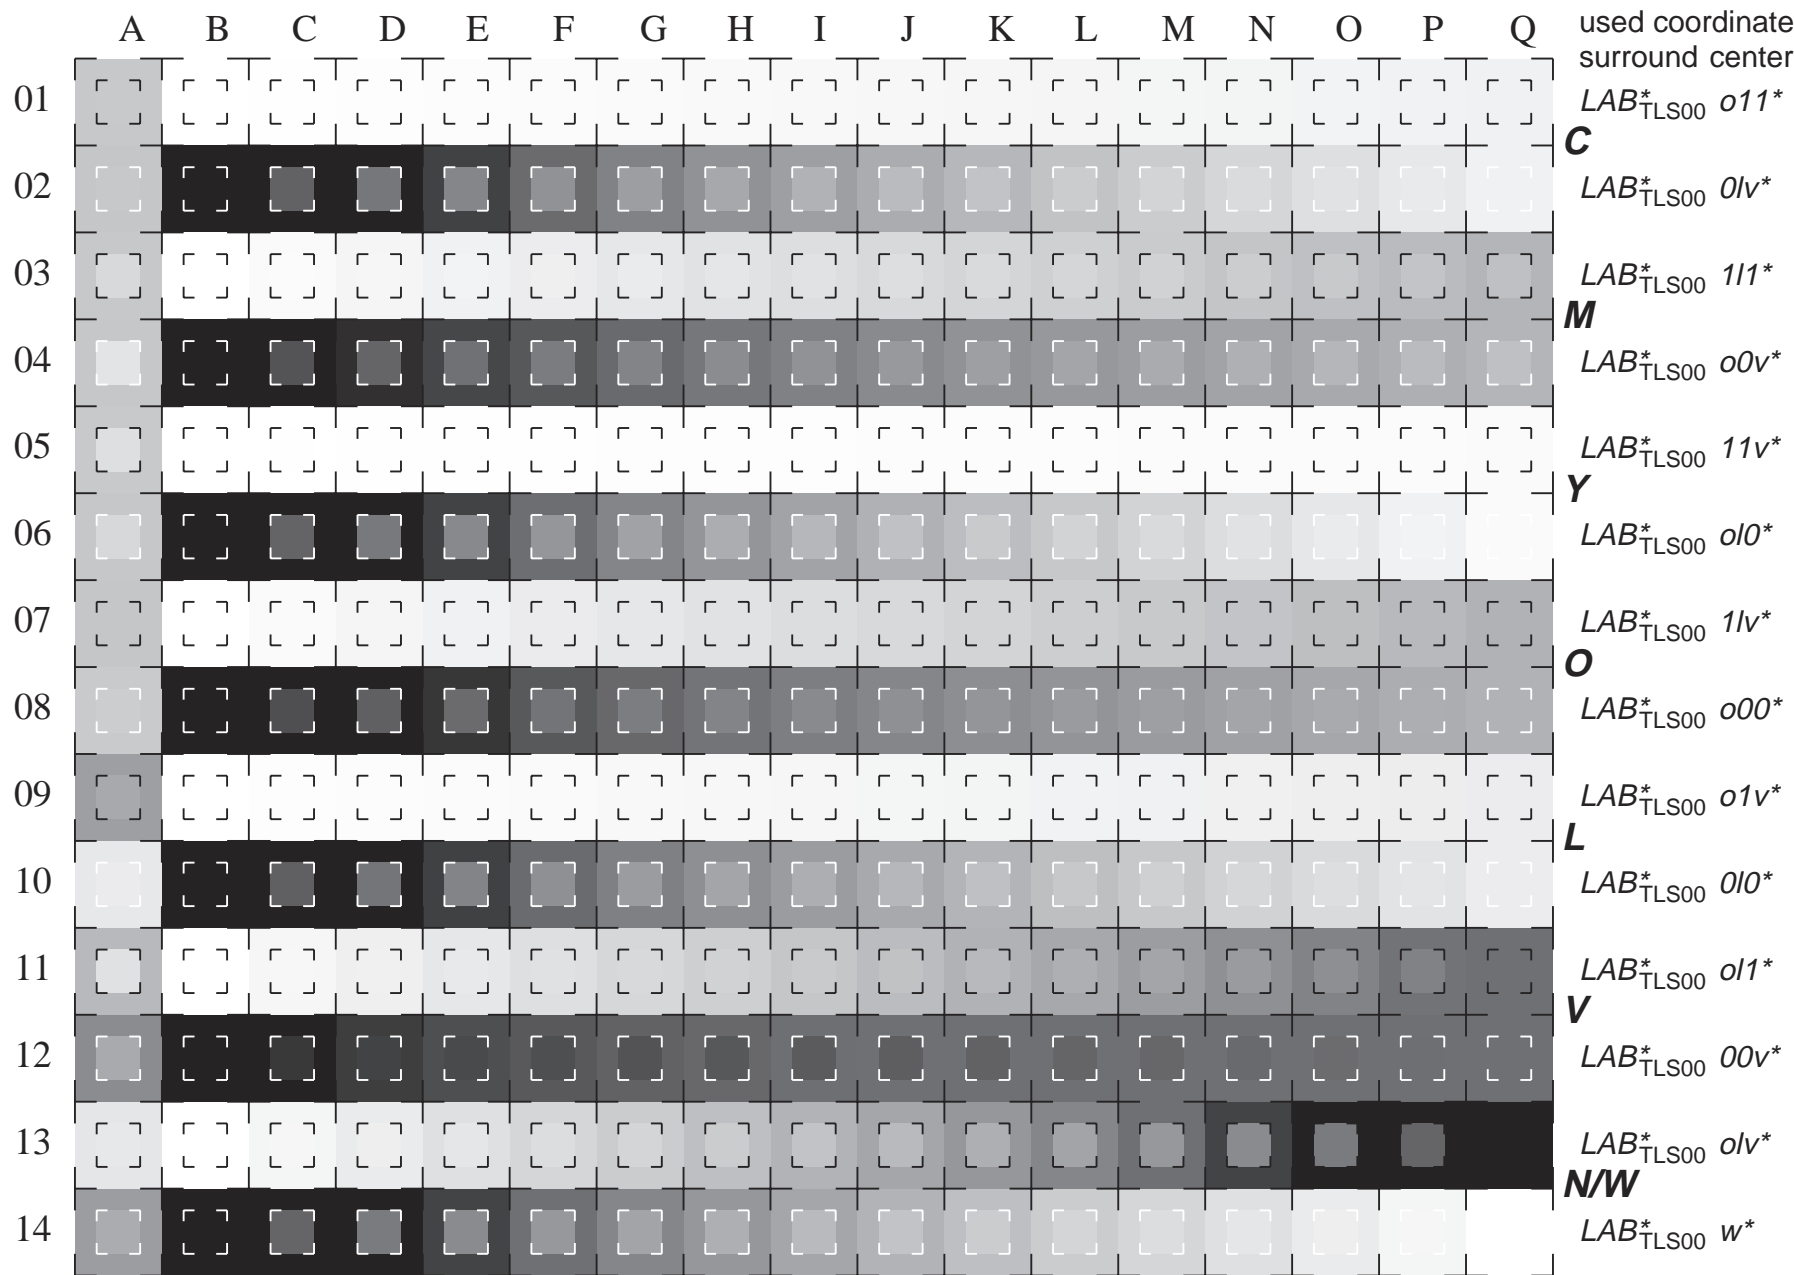 A B C D E F G H I J K L M N O P Q used coordinate
surround center
01 LAB*TLS00 o11*
C
02 LAB*TLS00 0lv*
03 LAB*TLS00 1l1*
M
04 LAB*TLS00 o0v*
05 LAB*TLS00 11v*
Y
06 LAB*TLS00 ol0*
07 LAB*TLS00 1lv*
O
08 LAB*TLS00 o00*
09 LAB*TLS00 o1v*
L
10 LAB*TLS00 0l0*
11 LAB*TLS00 ol1*
V
12 LAB*TLS00 00v*
13 LAB*TLS00 olv*
N/W
14 LAB*TLS00 w*